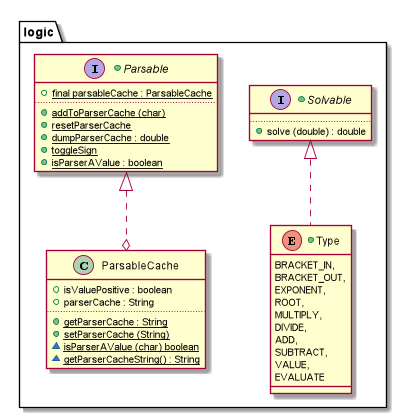 logic
I Parsable
final parsableCache : ParsableCache
addToParserCache (char)
resetParserCache
dumpParserCache : double
toggleSign
isParserAValue : boolean
I Solvable
solve (double) : double
C ParsableCache
isValuePositive : boolean
parserCache : String
getParserCache : String
setParserCache (String)
isParserAValue (char) boolean
getParserCacheString() : String
E Type
BRACKET_IN,
BRACKET_OUT,
EXPONENT,
ROOT,
MULTIPLY,
DIVIDE,
ADD,
SUBTRACT,
VALUE,
EVALUATE